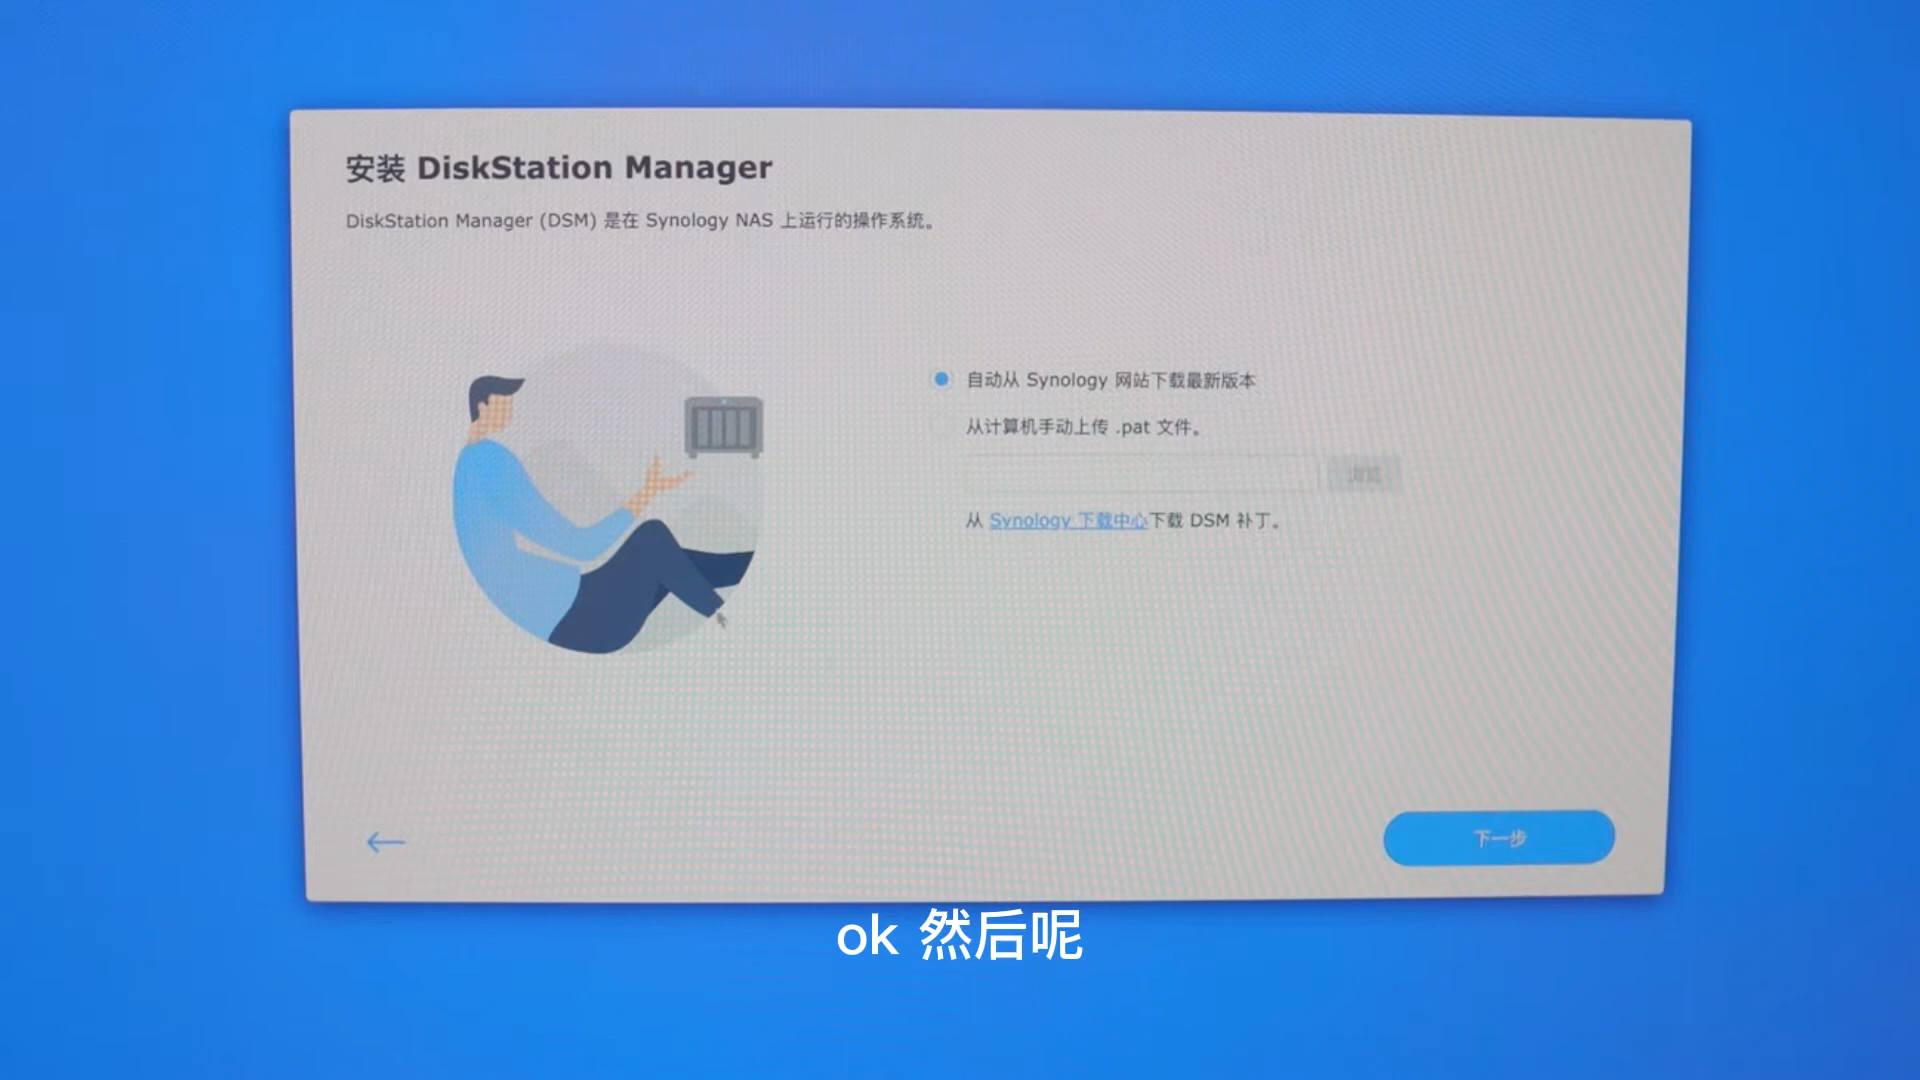 安装 DiskStation Manager
DiskStation Manager (DSM) 是在 Synology NAS 上运行的操作系统。
自动从 Synology 网站下载最新版本
从计算机手动上传 .pat 文件。
浏览
从 Synology 下载中心下载 DSM 补丁。
下一步
ok 然后呢